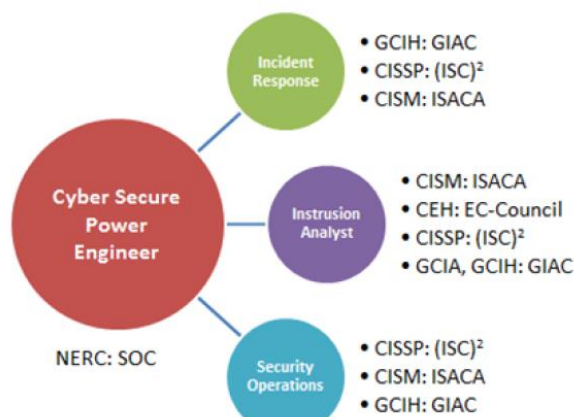 Cyber Secure
Power
Engineer
NERC: SOC
Incident
Response
• GCIH: GIAC
• CISSP: (ISC)²
• CISM: ISACA
Instrusion
Analyst
• CISM: ISACA
• CEH: EC-Council
• CISSP: (ISC)²
• GCIA, GCIH: GIAC
Security
Operations
• CISSP: (ISC)²
• CISM: ISACA
• GCIH: GIAC